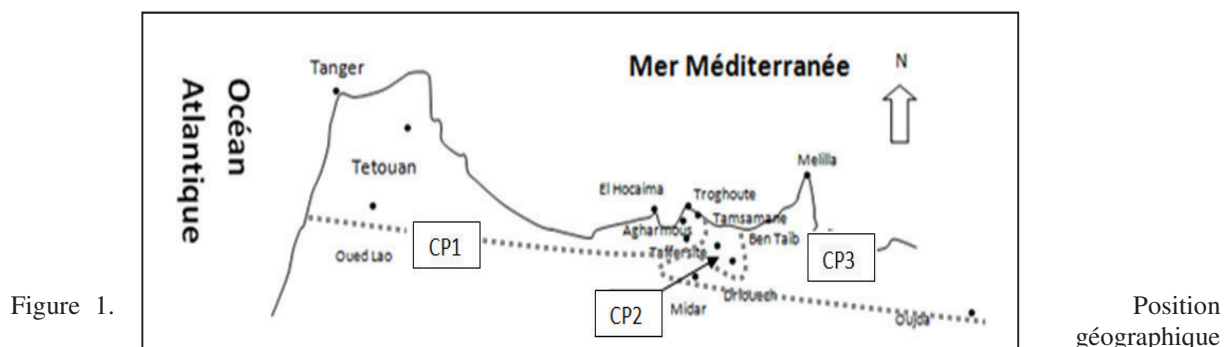 Mer Méditerranée
N
Océan
Atlantique
Tanger
Tetouan
Oued Lao
CP1
El Hocaima
Troghoute
Melilla
Tamsamane
Agharmous
Ben Taib
Taffersite
CP3
CP2
Midar
Driouech
Oujda
Figure 1.
Position
géographique